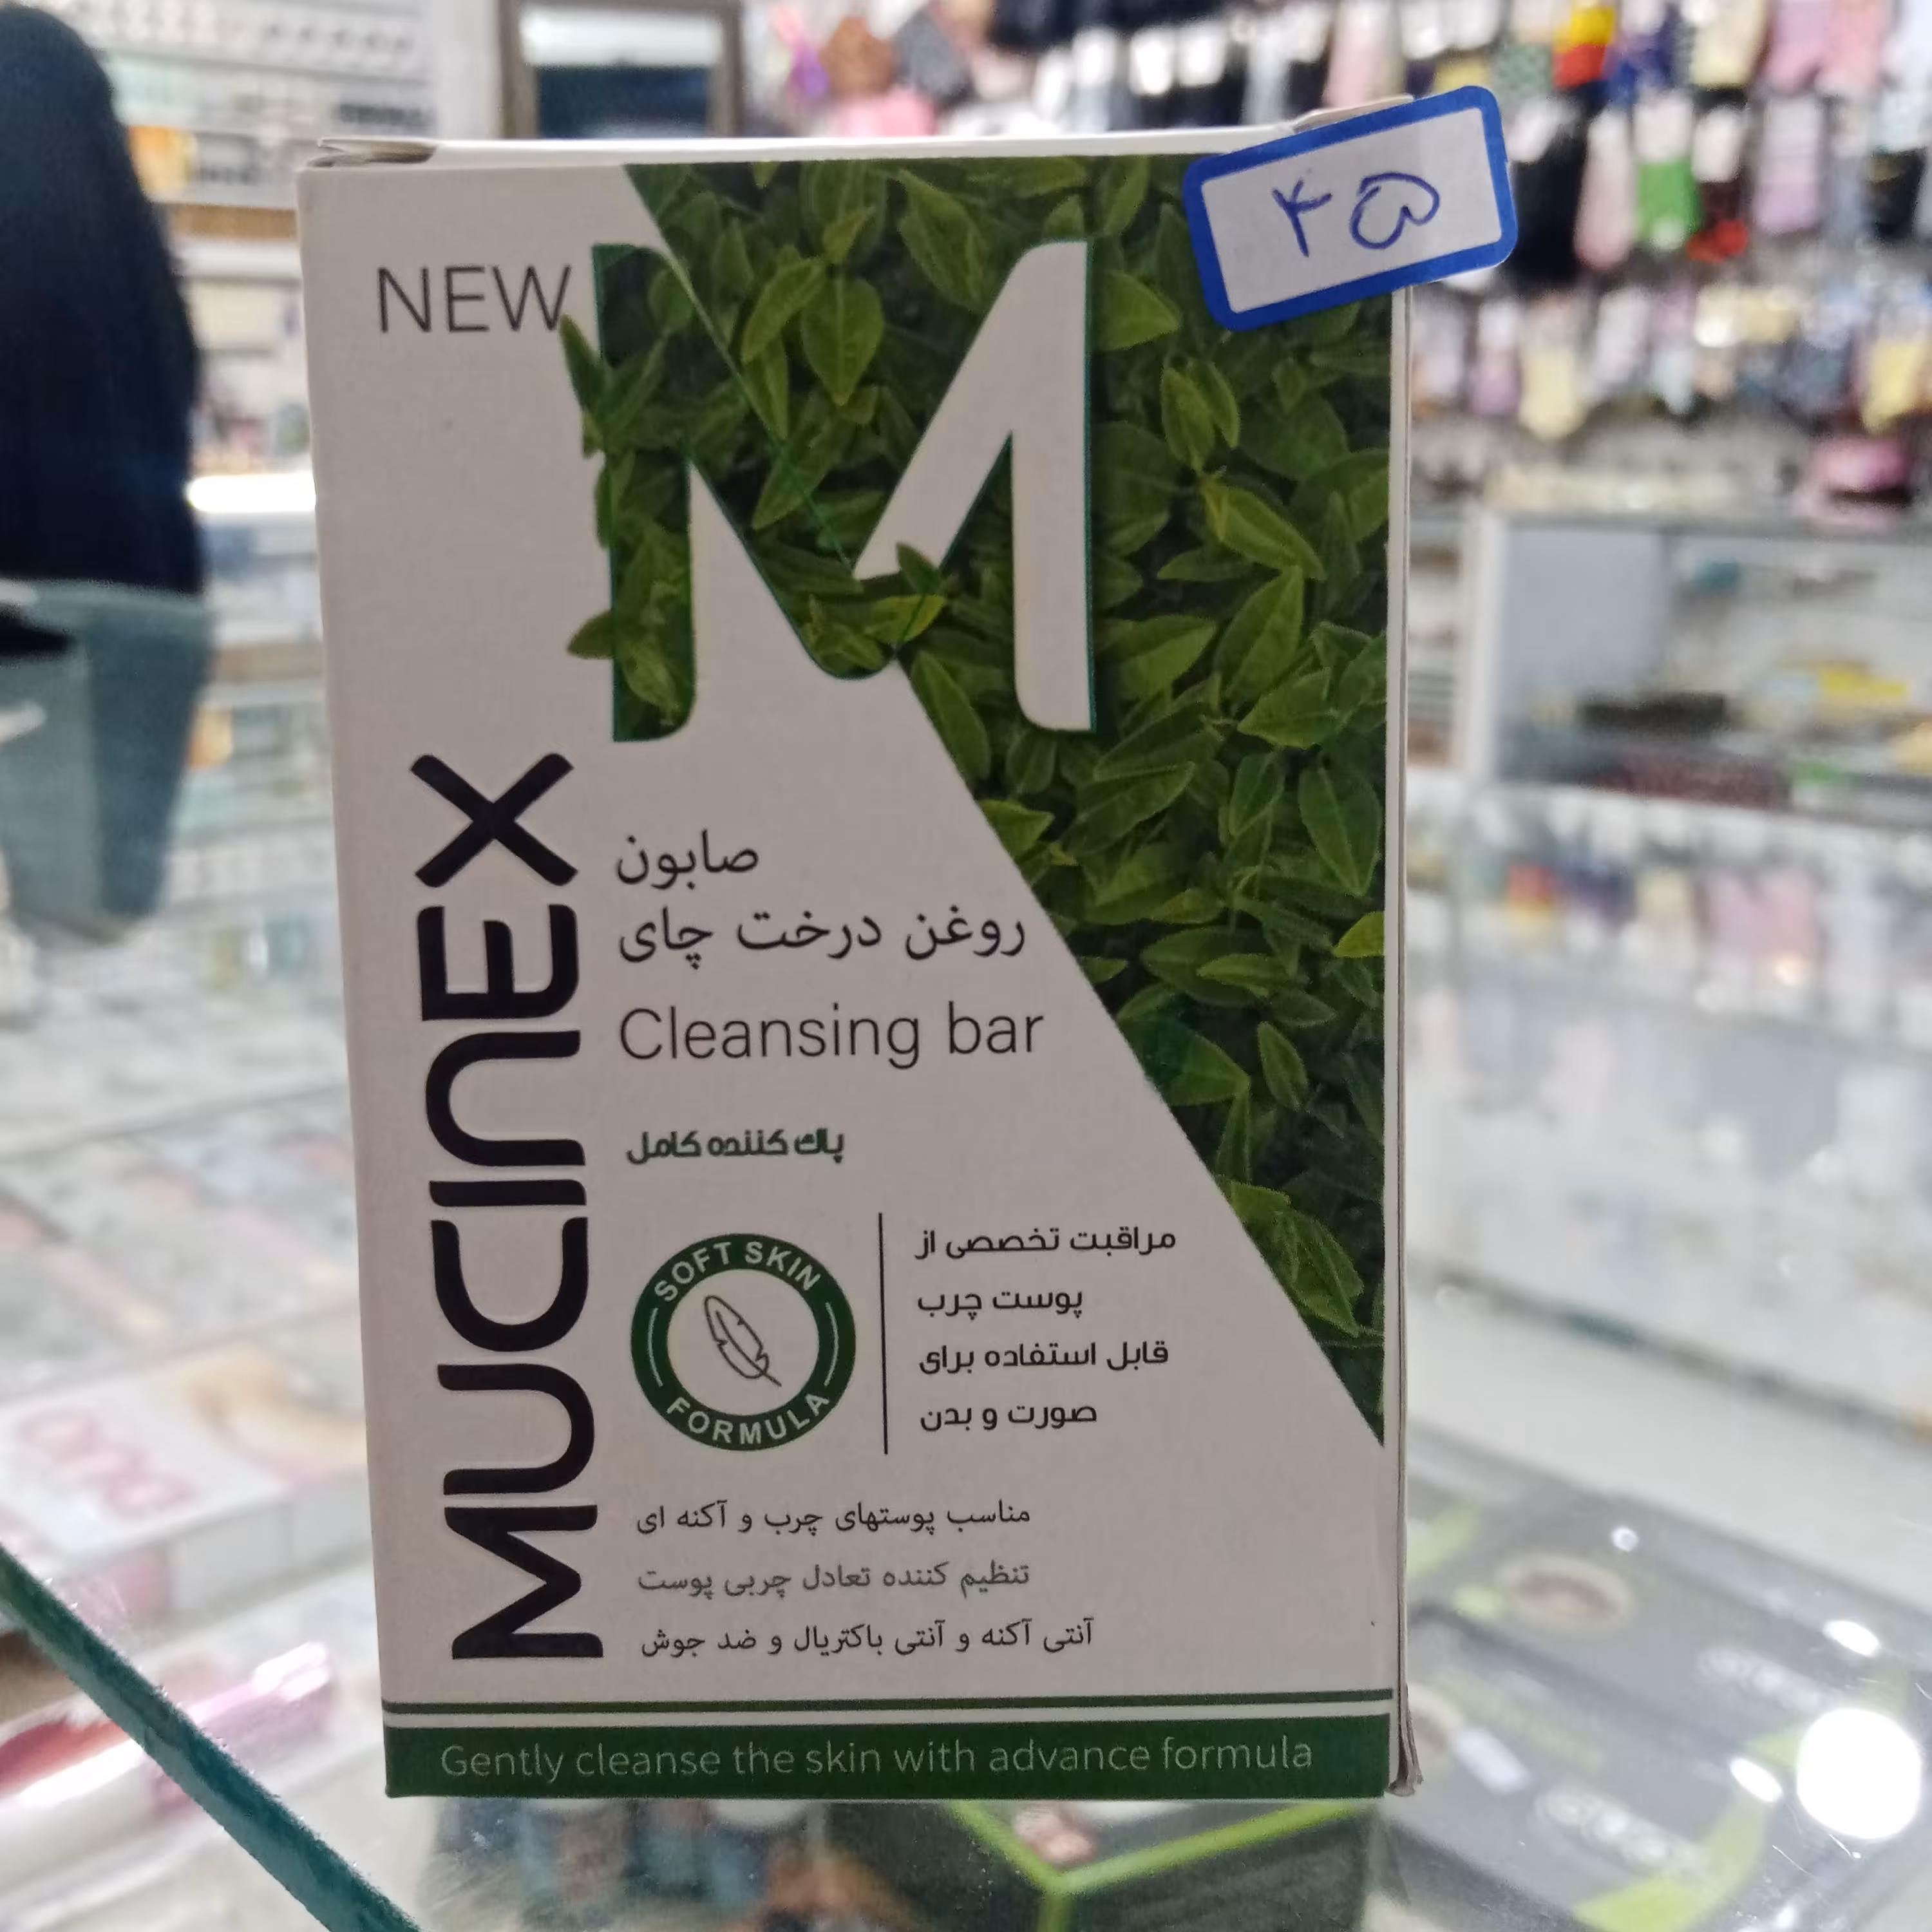 ۴۵
NEW
M
MUCINEX
صابون
روغن درخت چای
Cleansing bar
پاک کننده کامل
SOFT SKIN
FORMULA
مراقبت تخصصی از
پوست چرب
قابل استفاده برای
صورت و بدن
مناسب پوستهای چرب و آکنه ای
تنظیم کننده تعادل چربی پوست
آنتی آکنه و آنتی باکتریال و ضد جوش
Gently cleanse the skin with advance formula